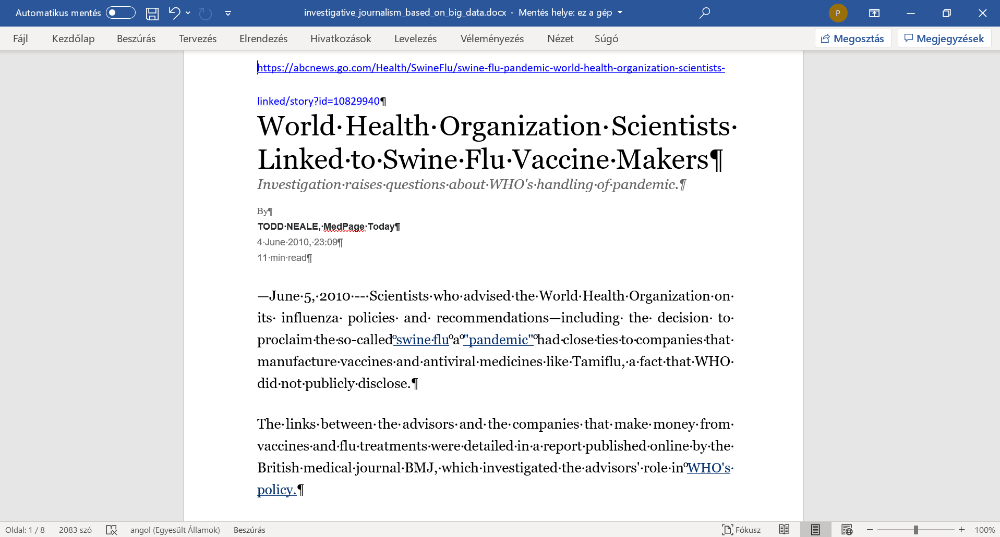 Automatikus mentés
investigative_journalism_based_on_big_data.docx - Mentés helye: ez a gép
P
Fájl Kezdőlap Beszúrás Tervezés Elrendezés Hivatkozások Levelezés Véleményezés Nézet Súgó Megosztás Megjegyzések
https://abcnews.go.com/Health/SwineFlu/swine-flu-pandemic-world-health-organization-scientists-
linked/story?id=10829940¶
World·Health·Organization·Scientists·
Linked·to·Swine·Flu·Vaccine·Makers¶
Investigation·raises·questions·about·WHO's·handling·of·pandemic.¶
By¶
TODD·NEALE,·MedPage·Today¶
4·June·2010,·23:09¶
11·min·read¶
—June·5,·2010·--·Scientists·who·advised·the·World·Health·Organization·on·
its· influenza· policies· and· recommendations—including· the· decision· to·
proclaim·the·so-called°swine·flu°a°"pandemic"°had·close·ties·to·companies·that·
manufacture·vaccines·and·antiviral·medicines·like·Tamiflu,·a·fact·that·WHO·
did·not·publicly·disclose.¶
The·links·between·the·advisors·and·the·companies·that·make·money·from·
vaccines·and·flu·treatments·were·detailed·in·a·report·published·online·by·the·
British·medical·journal·BMJ,·which·investigated·the·advisors'·role·in°WHO's·
policy.¶
Oldal: 1 / 8 2083 szó angol (Egyesült Államok) Beszúrás Fókusz 100%